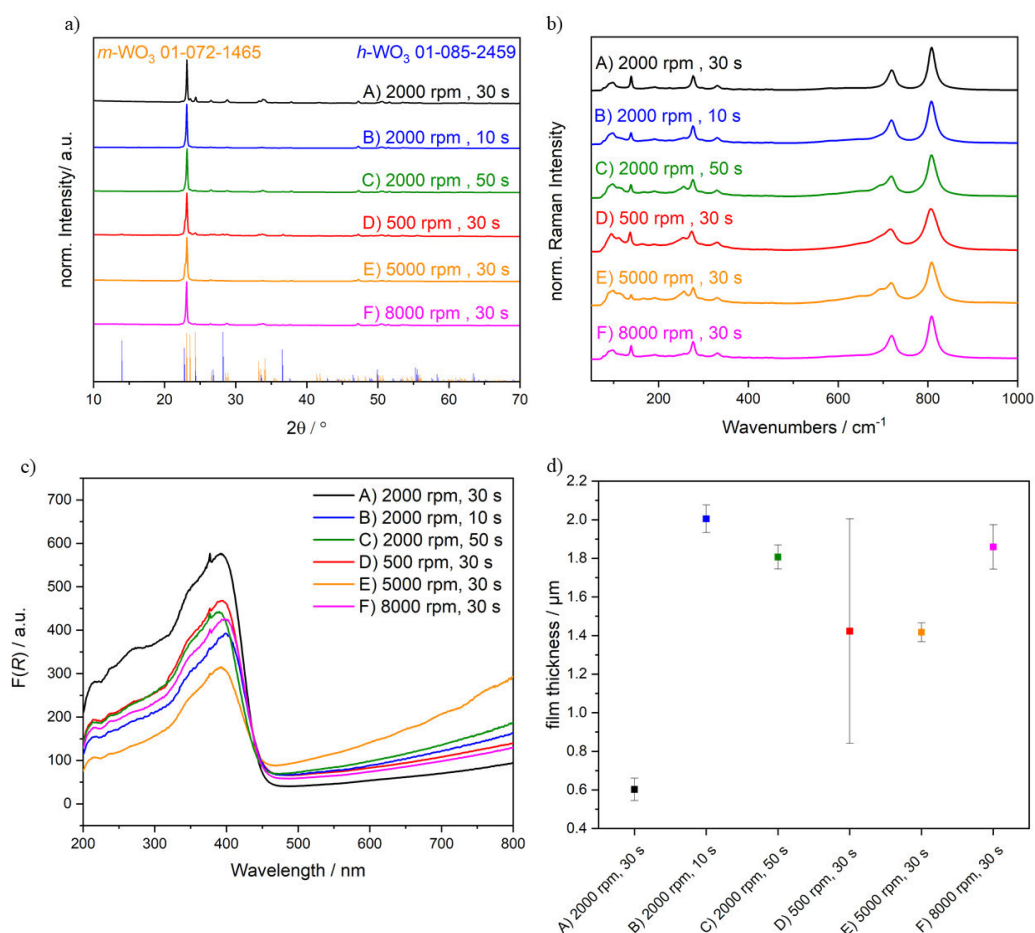 a)
m-WO₃ 01-072-1465
h-WO₃ 01-085-2459
A) 2000 rpm , 30 s
B) 2000 rpm , 10 s
C) 2000 rpm , 50 s
D) 500 rpm , 30 s
E) 5000 rpm , 30 s
F) 8000 rpm , 30 s
norm. Intensity/ a.u.
10 20 30 40 50 60 70
2θ / °
b)
A) 2000 rpm , 30 s
B) 2000 rpm , 10 s
C) 2000 rpm , 50 s
D) 500 rpm , 30 s
E) 5000 rpm , 30 s
F) 8000 rpm , 30 s
norm. Raman Intensity
200 400 600 800 1000
Wavenumbers / cm⁻¹
c)
A) 2000 rpm, 30 s
B) 2000 rpm, 10 s
C) 2000 rpm, 50 s
D) 500 rpm, 30 s
E) 5000 rpm, 30 s
F) 8000 rpm, 30 s
F(R) / a.u.
700
600
500
400
300
200
100
0
200 300 400 500 600 700 800
Wavelength / nm
d)
film thickness / µm
2.2
2.0
1.8
1.6
1.4
1.2
1.0
0.8
0.6
0.4
A) 2000 rpm, 30 s
B) 2000 rpm, 10 s
C) 2000 rpm, 50 s
D) 500 rpm, 30 s
E) 5000 rpm, 30 s
F) 8000 rpm, 30 s